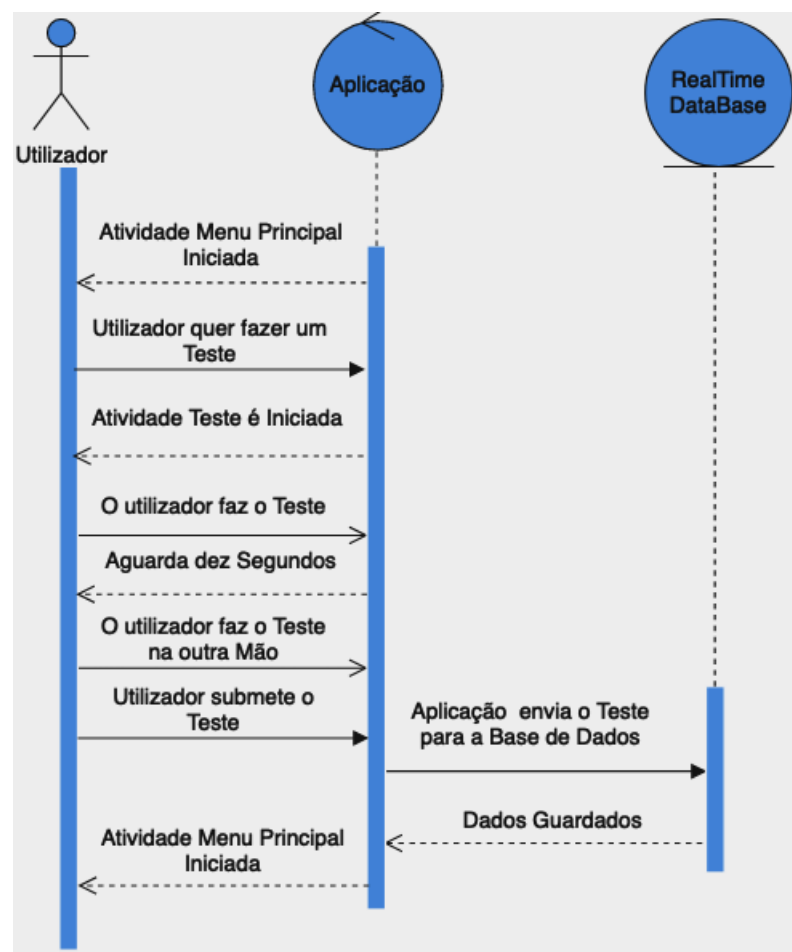 Aplicação
RealTime
DataBase
Utilizador
Atividade Menu Principal
Iniciada
Utilizador quer fazer um
Teste
Atividade Teste é Iniciada
O utilizador faz o Teste
Aguarda dez Segundos
O utilizador faz o Teste
na outra Mão
Utilizador submete o
Teste
Aplicação envia o Teste
para a Base de Dados
Dados Guardados
Atividade Menu Principal
Iniciada